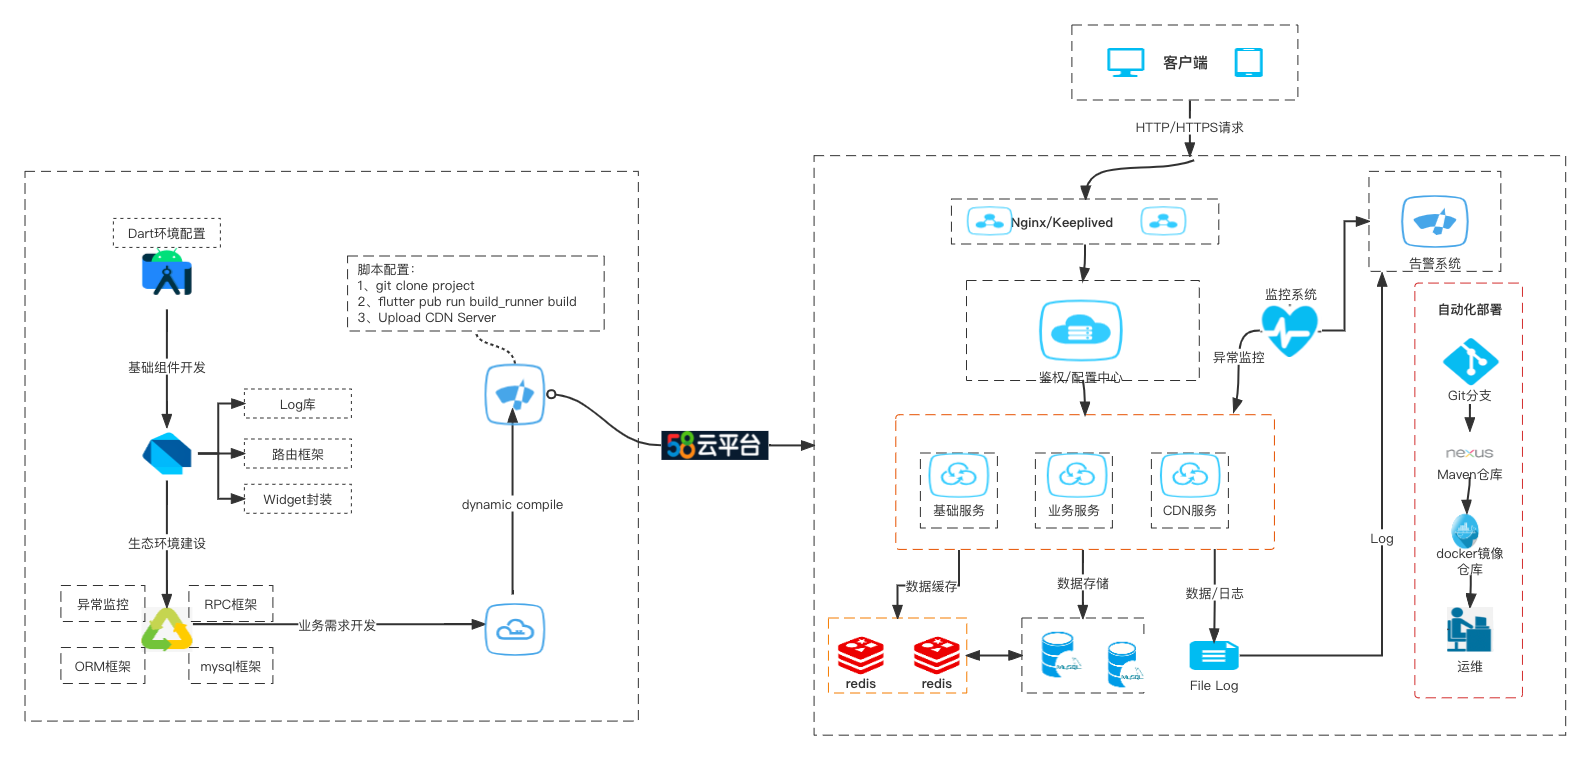 客户端
HTTP/HTTPS请求
Dart环境配置
脚本配置：
1、git clone project
2、flutter pub run build_runner build
3、Upload CDN Server
基础组件开发
Log库
路由框架
Widget封装
生态环境建设
异常监控
RPC框架
ORM框架
mysql框架
业务需求开发
dynamic compile
58云平台
Nginx/Keeplived
鉴权/配置中心
监控系统
异常监控
告警系统
基础服务
业务服务
CDN服务
数据缓存
数据存储
数据/日志
redis
redis
MySQL
MySQL
File Log
Log
自动化部署
Git分支
nexus
Maven仓库
docker镜像
仓库
运维